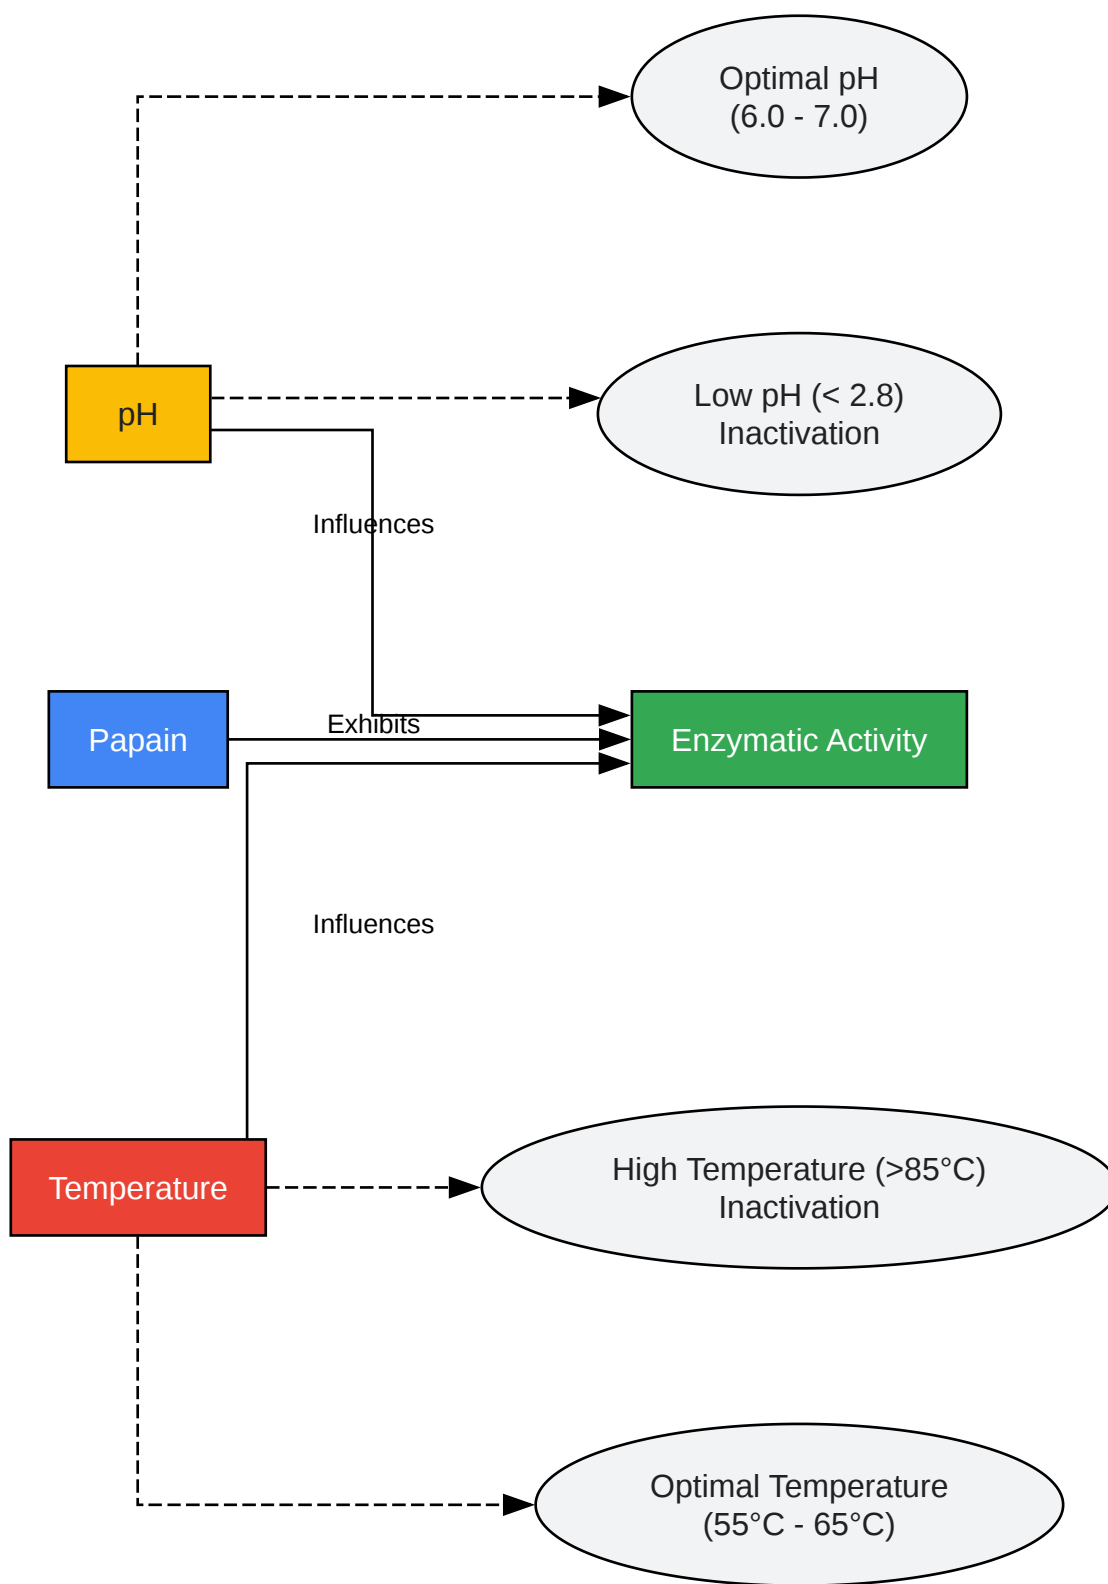 Optimal pH
(6.0 - 7.0)
pH
Low pH (< 2.8)
Inactivation
Influences
Papain
Exhibits
Enzymatic Activity
Influences
Temperature
High Temperature (>85°C)
Inactivation
Optimal Temperature
(55°C - 65°C)